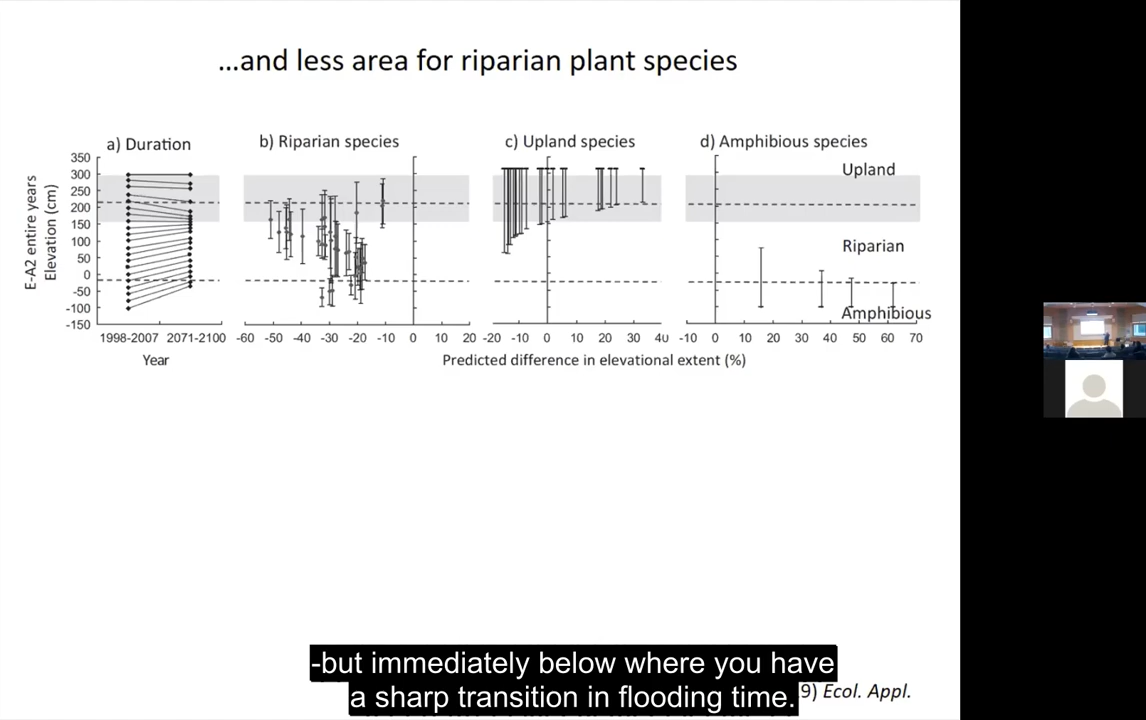 ...and less area for riparian plant species
a) Duration
b) Riparian species
c) Upland species
d) Amphibious species
E-A2 entire years
Elevation (cm)
350
300
250
200
150
100
50
0
-50
-100
-150
Upland
Riparian
Amphibious
1998-2007 2071-2100
-60 -50 -40 -30 -20 -10 0 10 20
-20 -10 0 10 20 30 40
-10 0 10 20 30 40 50 60 70
Year
Predicted difference in elevational extent (%)
-but immediately below where you have
a sharp transition in flooding time.
9) Ecol. Appl.